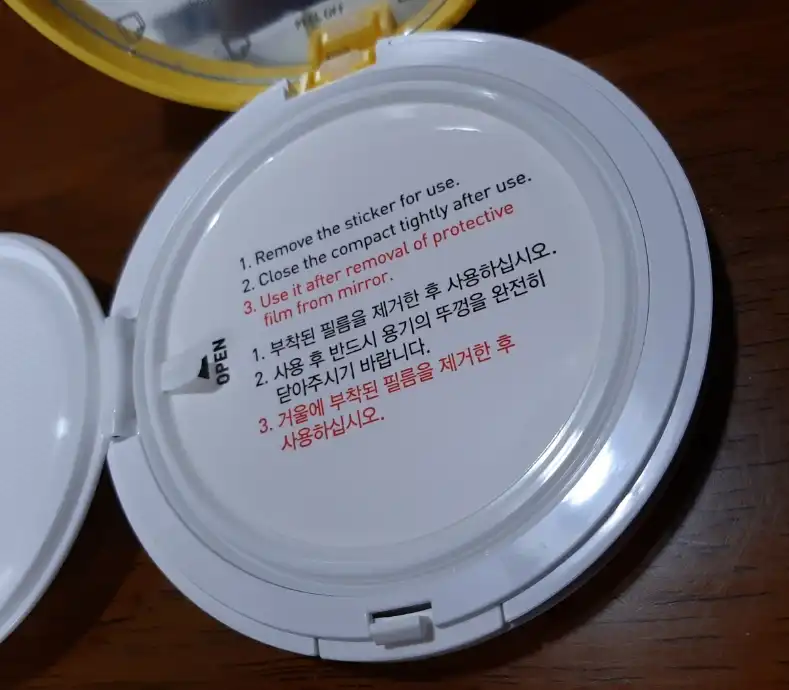 PEEL OFF
1. Remove the sticker for use.
2. Close the compact tightly after use.
3. Use it after removal of protective
film from mirror.
1. 부착된 필름을 제거한 후 사용하십시오.
2. 사용 후 반드시 용기의 뚜껑을 완전히
닫아주시기 바랍니다.
3. 거울에 부착된 필름을 제거한 후
사용하십시오.
OPEN